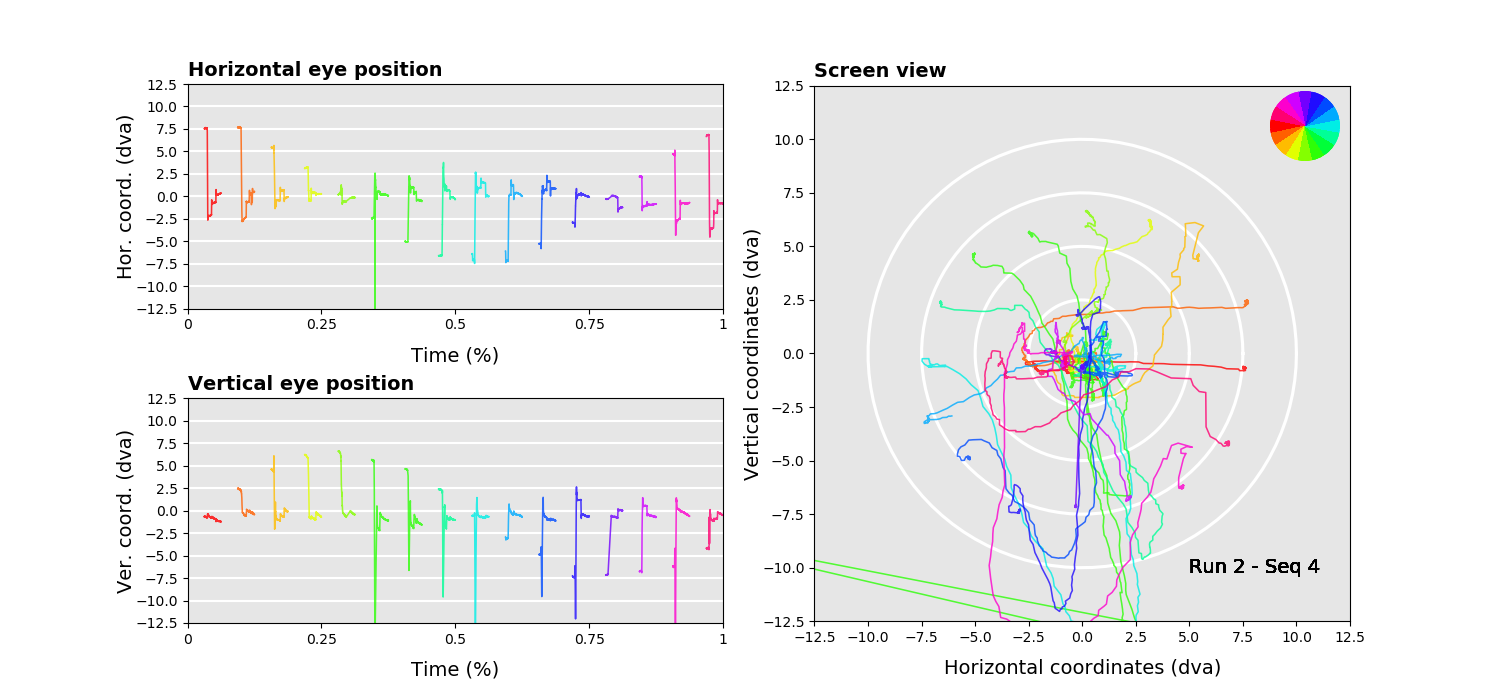 Horizontal eye position
12.5
10.0
7.5
5.0
2.5
0.0
−2.5
−5.0
−7.5
−10.0
−12.5
Hor. coord. (dva)
0 0.25 0.5 0.75 1
Time (%)
Vertical eye position
12.5
10.0
7.5
5.0
2.5
0.0
−2.5
−5.0
−7.5
−10.0
−12.5
Ver. coord. (dva)
0 0.25 0.5 0.75 1
Time (%)
Screen view
12.5
10.0
7.5
5.0
2.5
0.0
−2.5
−5.0
−7.5
−10.0
−12.5
Vertical coordinates (dva)
Run 2 - Seq 4
−12.5 −10.0 −7.5 −5.0 −2.5 0.0 2.5 5.0 7.5 10.0 12.5
Horizontal coordinates (dva)